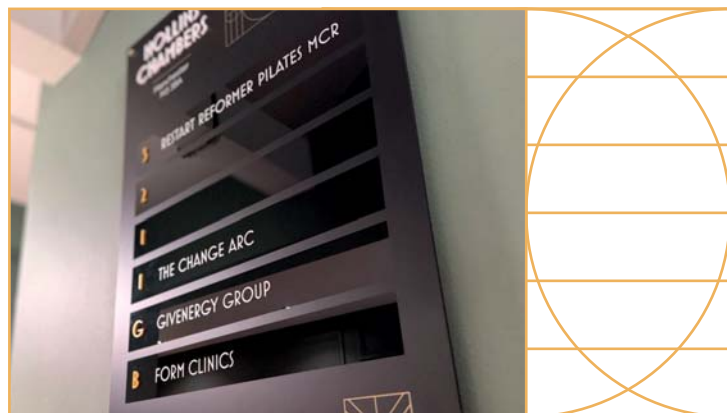 HOLLINS
CHAMBERS
3 RESTART REFORMER PILATES MCR
2
1
1 THE CHANGE ARC
G GIVENERGY GROUP
B FORM CLINICS